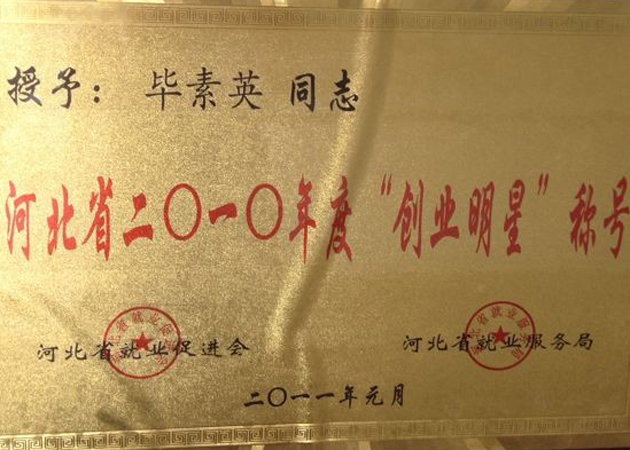 授予：毕素英 同志
河北省二〇一〇年度“创业明星”称号
河北省就业促进会 河北省就业服务局
二〇一一年元月